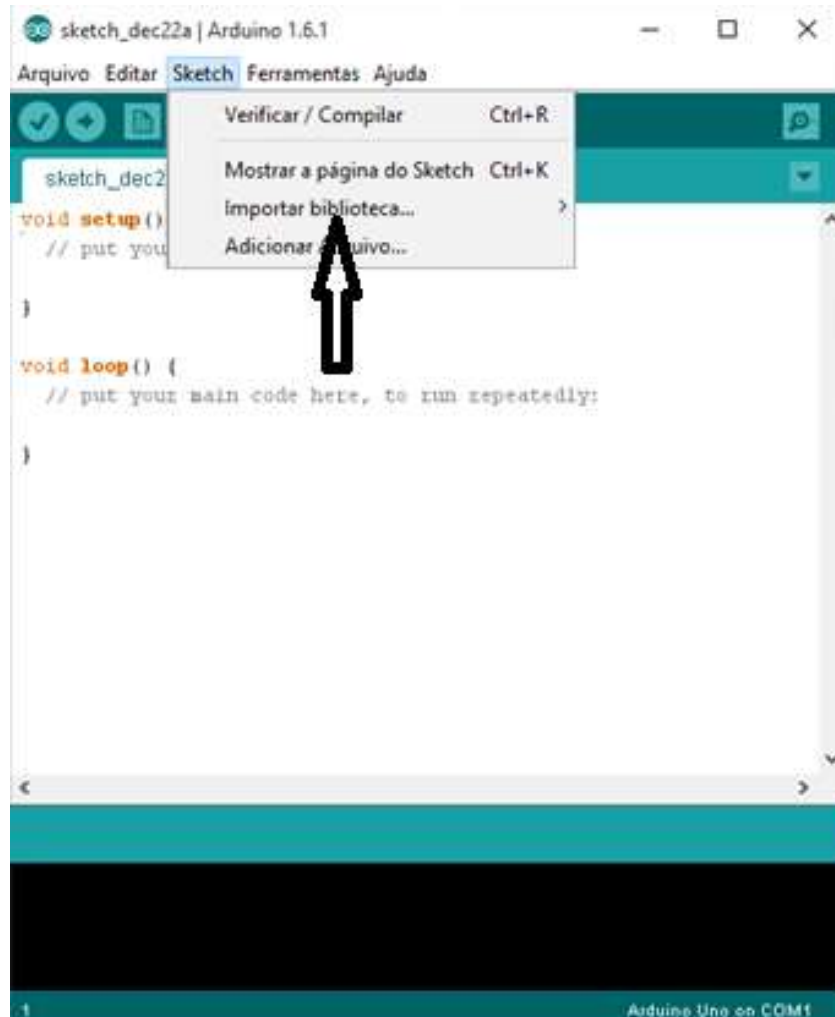 sketch_dec22a | Arduino 1.6.1
Arquivo Editar Sketch Ferramentas Ajuda
Verificar / Compilar Ctrl+R
sketch_dec2
Mostrar a página do Sketch Ctrl+K
Importar biblioteca...
Adicionar Arquivo...
void setup()
// put you
}
void loop() {
// put your main code here, to run repeatedly:
}
1 Arduino Uno on COM1